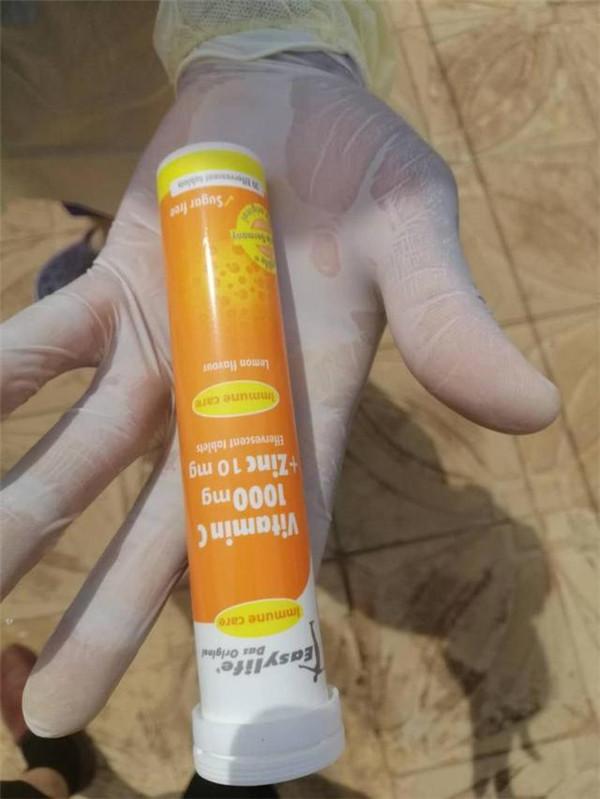 Easylife®
Das Original
immune care
Vitamin C
1000 mg
+Zinc 10 mg
Effervescent tablets
immune care
Lemon flavour
Germany
✓ Sugar free
20 Effervescent tablets